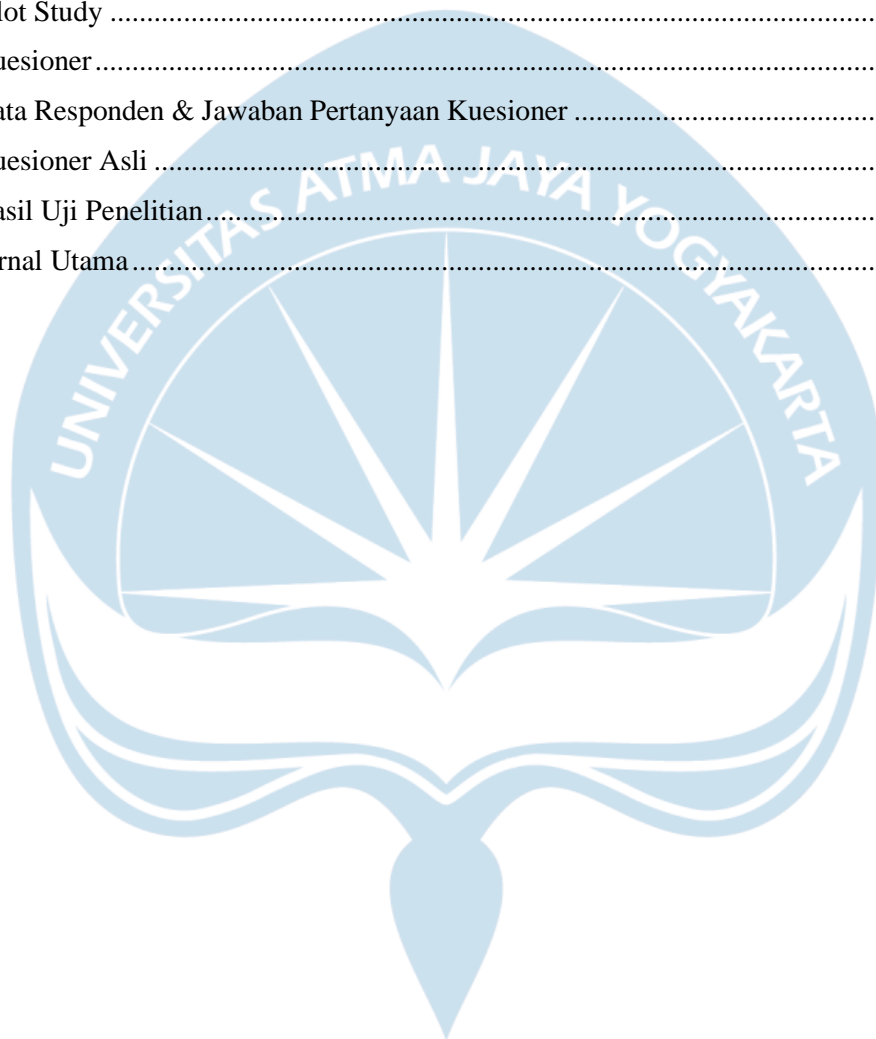 lot Study ........................................................................................................
uesioner ........................................................................................................
ata Responden & Jawaban Pertanyaan Kuesioner ........................................
uesioner Asli ................................................................................................
asil Uji Penelitian ........................................................................................
rnal Utama ....................................................................................................
UNIVERSITAS ATMA JAYA YOGYAKARTA